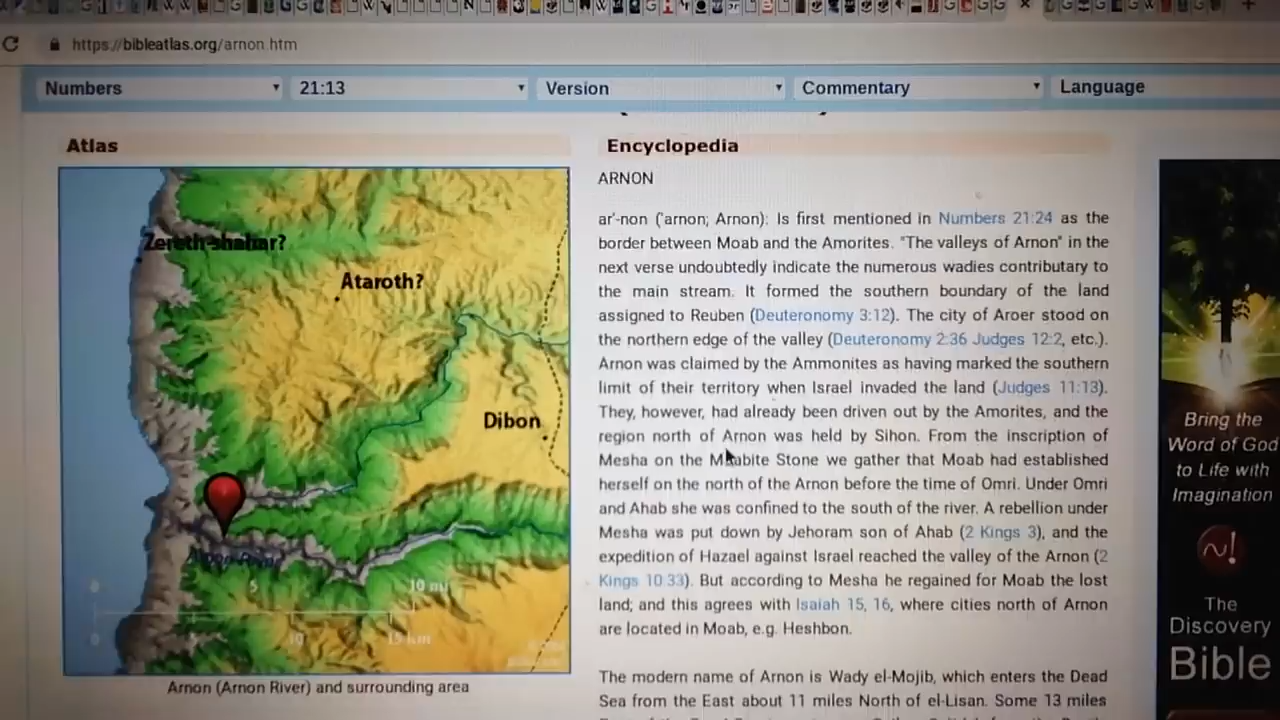 https://bibleatlas.org/arnon.htm
Numbers
21:13
Version
Commentary
Language
Atlas
Zereth-shahar?
Ataroth?
Dibon
5
10 mi
0
5
10
15 km
Arnon (Arnon River) and surrounding area
Encyclopedia
ARNON
ar'-non ('arnon; Arnon): Is first mentioned in Numbers 21:24 as the
border between Moab and the Amorites. "The valleys of Arnon" in the
next verse undoubtedly indicate the numerous wadies contributary to
the main stream. It formed the southern boundary of the land
assigned to Reuben (Deuteronomy 3:12). The city of Aroer stood on
the northern edge of the valley (Deuteronomy 2:36 Judges 12:2, etc.).
Arnon was claimed by the Ammonites as having marked the southern
limit of their territory when Israel invaded the land (Judges 11:13).
They, however, had already been driven out by the Amorites, and the
region north of Arnon was held by Sihon. From the inscription of
Mesha on the Moabite Stone we gather that Moab had established
herself on the north of the Arnon before the time of Omri. Under Omri
and Ahab she was confined to the south of the river. A rebellion under
Mesha was put down by Jehoram son of Ahab (2 Kings 3), and the
expedition of Hazael against Israel reached the valley of the Arnon (2
Kings 10:33). But according to Mesha he regained for Moab the lost
land; and this agrees with Isaiah 15, 16, where cities north of Arnon
are located in Moab, e.g. Heshbon.
The modern name of Arnon is Wady el-Mojib, which enters the Dead
Sea from the East about 11 miles North of el-Lisan. Some 13 miles
Bring the
Word of God
to Life with
Imagination
The
Discovery
Bible